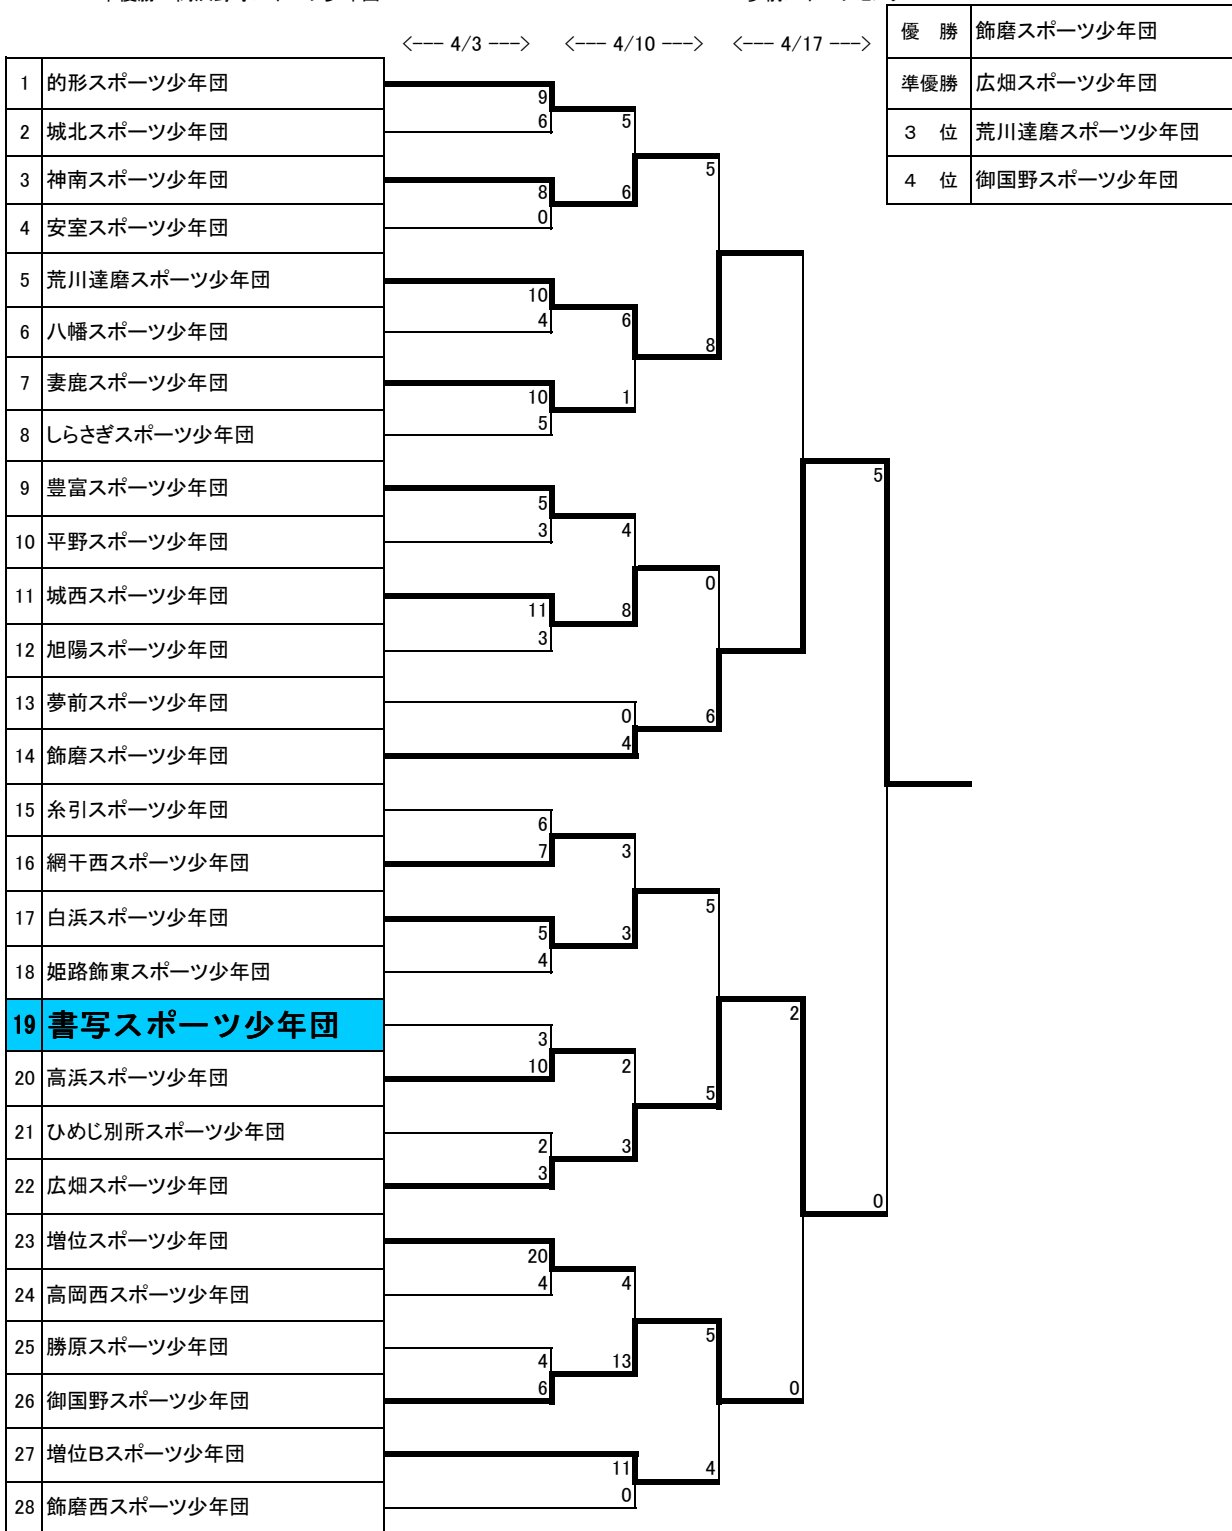 <--- 4/3 ---> <--- 4/10 ---> <--- 4/17 --->
優 勝 飾磨スポーツ少年団
準優勝 広畑スポーツ少年団
3 位 荒川達磨スポーツ少年団
4 位 御国野スポーツ少年団
1 的形スポーツ少年団
9
6
5
2 城北スポーツ少年団
3 神南スポーツ少年団
8
0
6
5
4 安室スポーツ少年団
5 荒川達磨スポーツ少年団
10
4
6
8
6 八幡スポーツ少年団
7 妻鹿スポーツ少年団
10
5
1
8 しらさぎスポーツ少年団
9 豊富スポーツ少年団
5
3
4
5
10 平野スポーツ少年団
11 城西スポーツ少年団
11
3
8
0
12 旭陽スポーツ少年団
13 夢前スポーツ少年団
0
4
6
14 飾磨スポーツ少年団
15 糸引スポーツ少年団
6
7
3
16 網干西スポーツ少年団
17 白浜スポーツ少年団
5
4
3
5
18 姫路飾東スポーツ少年団
19 書写スポーツ少年団
3
10
2
2
20 高浜スポーツ少年団
5
21 ひめじ別所スポーツ少年団
2
3
3
22 広畑スポーツ少年団
0
23 増位スポーツ少年団
20
4
4
24 高岡西スポーツ少年団
25 勝原スポーツ少年団
4
6
13
5
0
26 御国野スポーツ少年団
27 増位Bスポーツ少年団
11
0
4
28 飾磨西スポーツ少年団